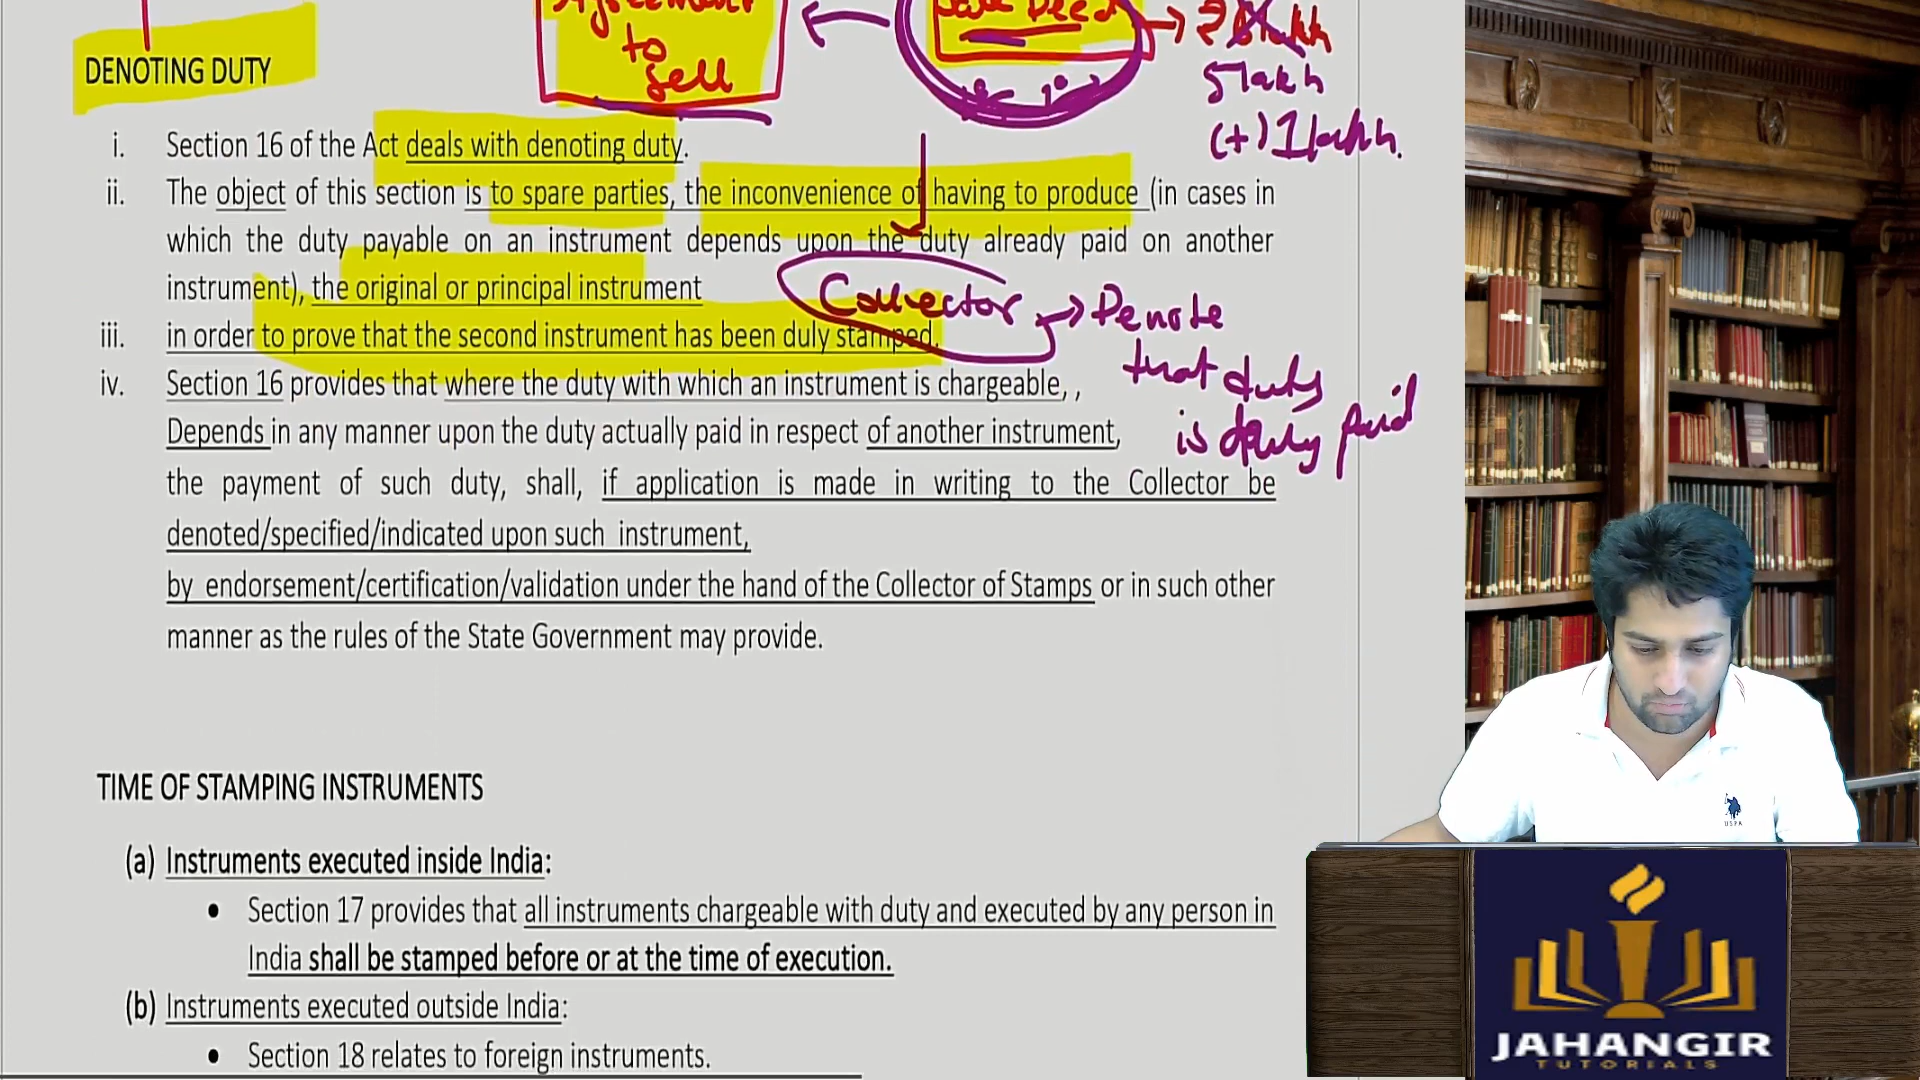 Agreement
to
sell
Sale Deed
5 lakh
(+) 1 lakh.
DENOTING DUTY
i. Section 16 of the Act deals with denoting duty.
ii. The object of this section is to spare parties, the inconvenience of having to produce (in cases in
which the duty payable on an instrument depends upon the duty already paid on another
instrument), the original or principal instrument
Collector
Denote
that duty
is duly paid
iii. in order to prove that the second instrument has been duly stamped.
iv. Section 16 provides that where the duty with which an instrument is chargeable, ,
Depends in any manner upon the duty actually paid in respect of another instrument,
the payment of such duty, shall, if application is made in writing to the Collector be
denoted/specified/indicated upon such instrument,
by endorsement/certification/validation under the hand of the Collector of Stamps or in such other
manner as the rules of the State Government may provide.
TIME OF STAMPING INSTRUMENTS
(a) Instruments executed inside India:
• Section 17 provides that all instruments chargeable with duty and executed by any person in
India shall be stamped before or at the time of execution.
(b) Instruments executed outside India:
• Section 18 relates to foreign instruments.
USPA
JAHANGIR
TUTORIALS